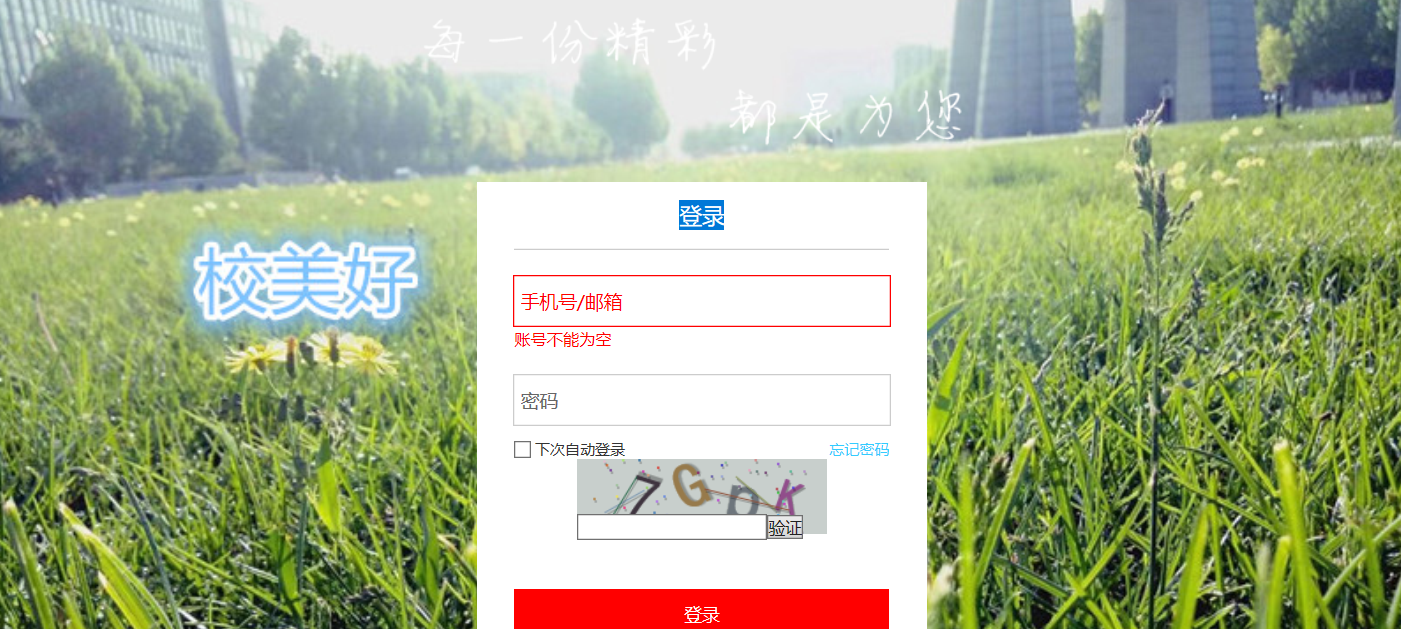 每一份精彩
都是为您
登录
校美好
手机号/邮箱
账号不能为空
密码
下次自动登录 忘记密码
验证
登录